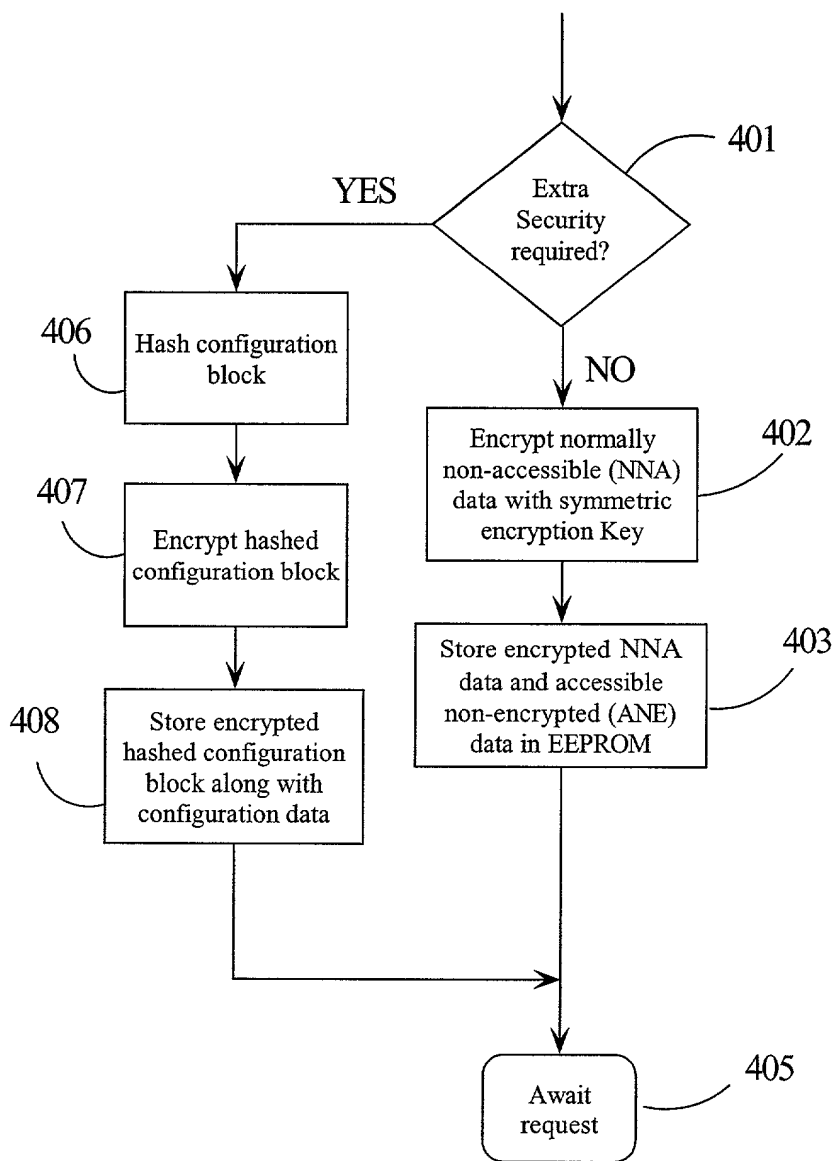 401
Extra
Security
required?
YES
NO
406
Hash configuration
block
407
Encrypt hashed
configuration block
408
Store encrypted
hashed configuration
block along with
configuration data
402
Encrypt normally
non-accessible (NNA)
data with symmetric
encryption Key
403
Store encrypted NNA
data and accessible
non-encrypted (ANE)
data in EEPROM
405
Await
request